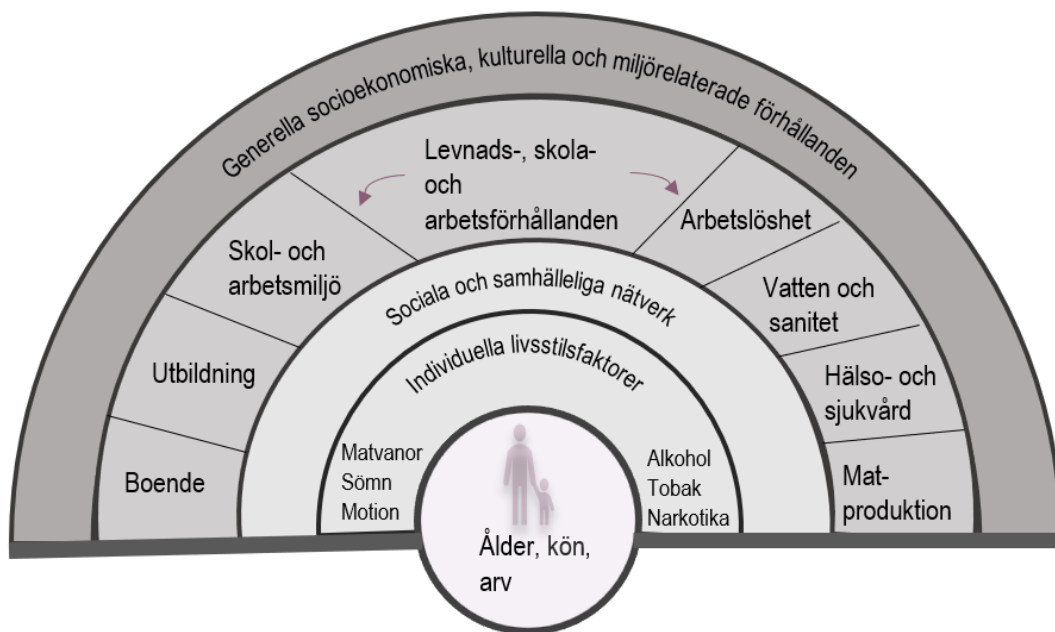 Generella socioekonomiska, kulturella och miljörelaterade förhållanden
Levnads-, skola-
och
arbetsförhållanden
Skol- och
arbetsmiljö
Utbildning
Boende
Arbetslöshet
Vatten och
sanitet
Hälso- och
sjukvård
Mat-
produktion
Sociala och samhälleliga nätverk
Individuella livsstilsfaktorer
Matvanor
Sömn
Motion
Alkohol
Tobak
Narkotika
Ålder, kön,
arv